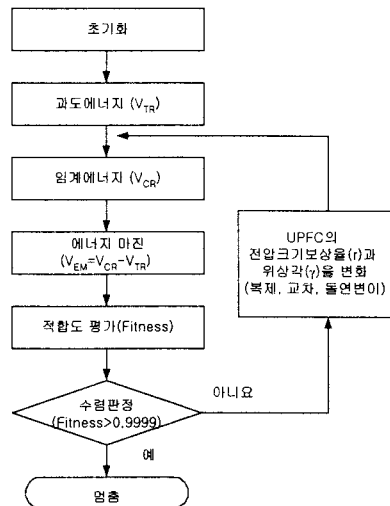 초기화
과도에너지 (V_TR)
임계에너지 (V_CR)
에너지 마진
(V_EM=V_CR-V_TR)
적합도 평가(Fitness)
수렴판정
(Fitness>0.9999)
아니요
예
멈춤
UPFC의
전압크기보상율(r)과
위상각(γ)을 변화
(복제, 교차, 돌연변이)